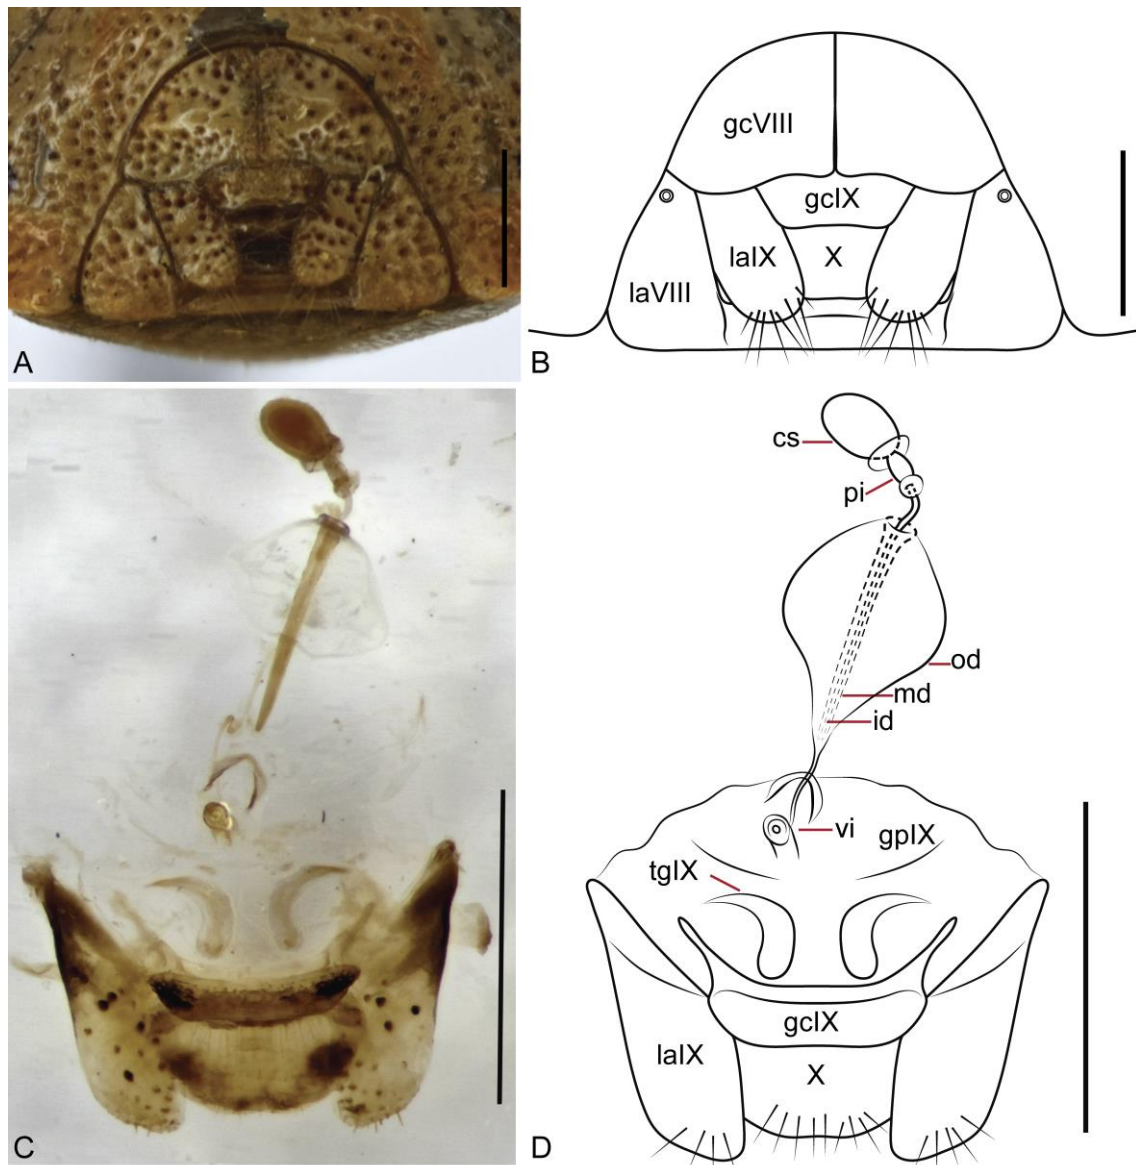 A
gcVIII
gcIX
laIX
X
laVIII
B
C
cs
pi
od
md
id
vi
gpIX
tgIX
gcIX
laIX
X
D